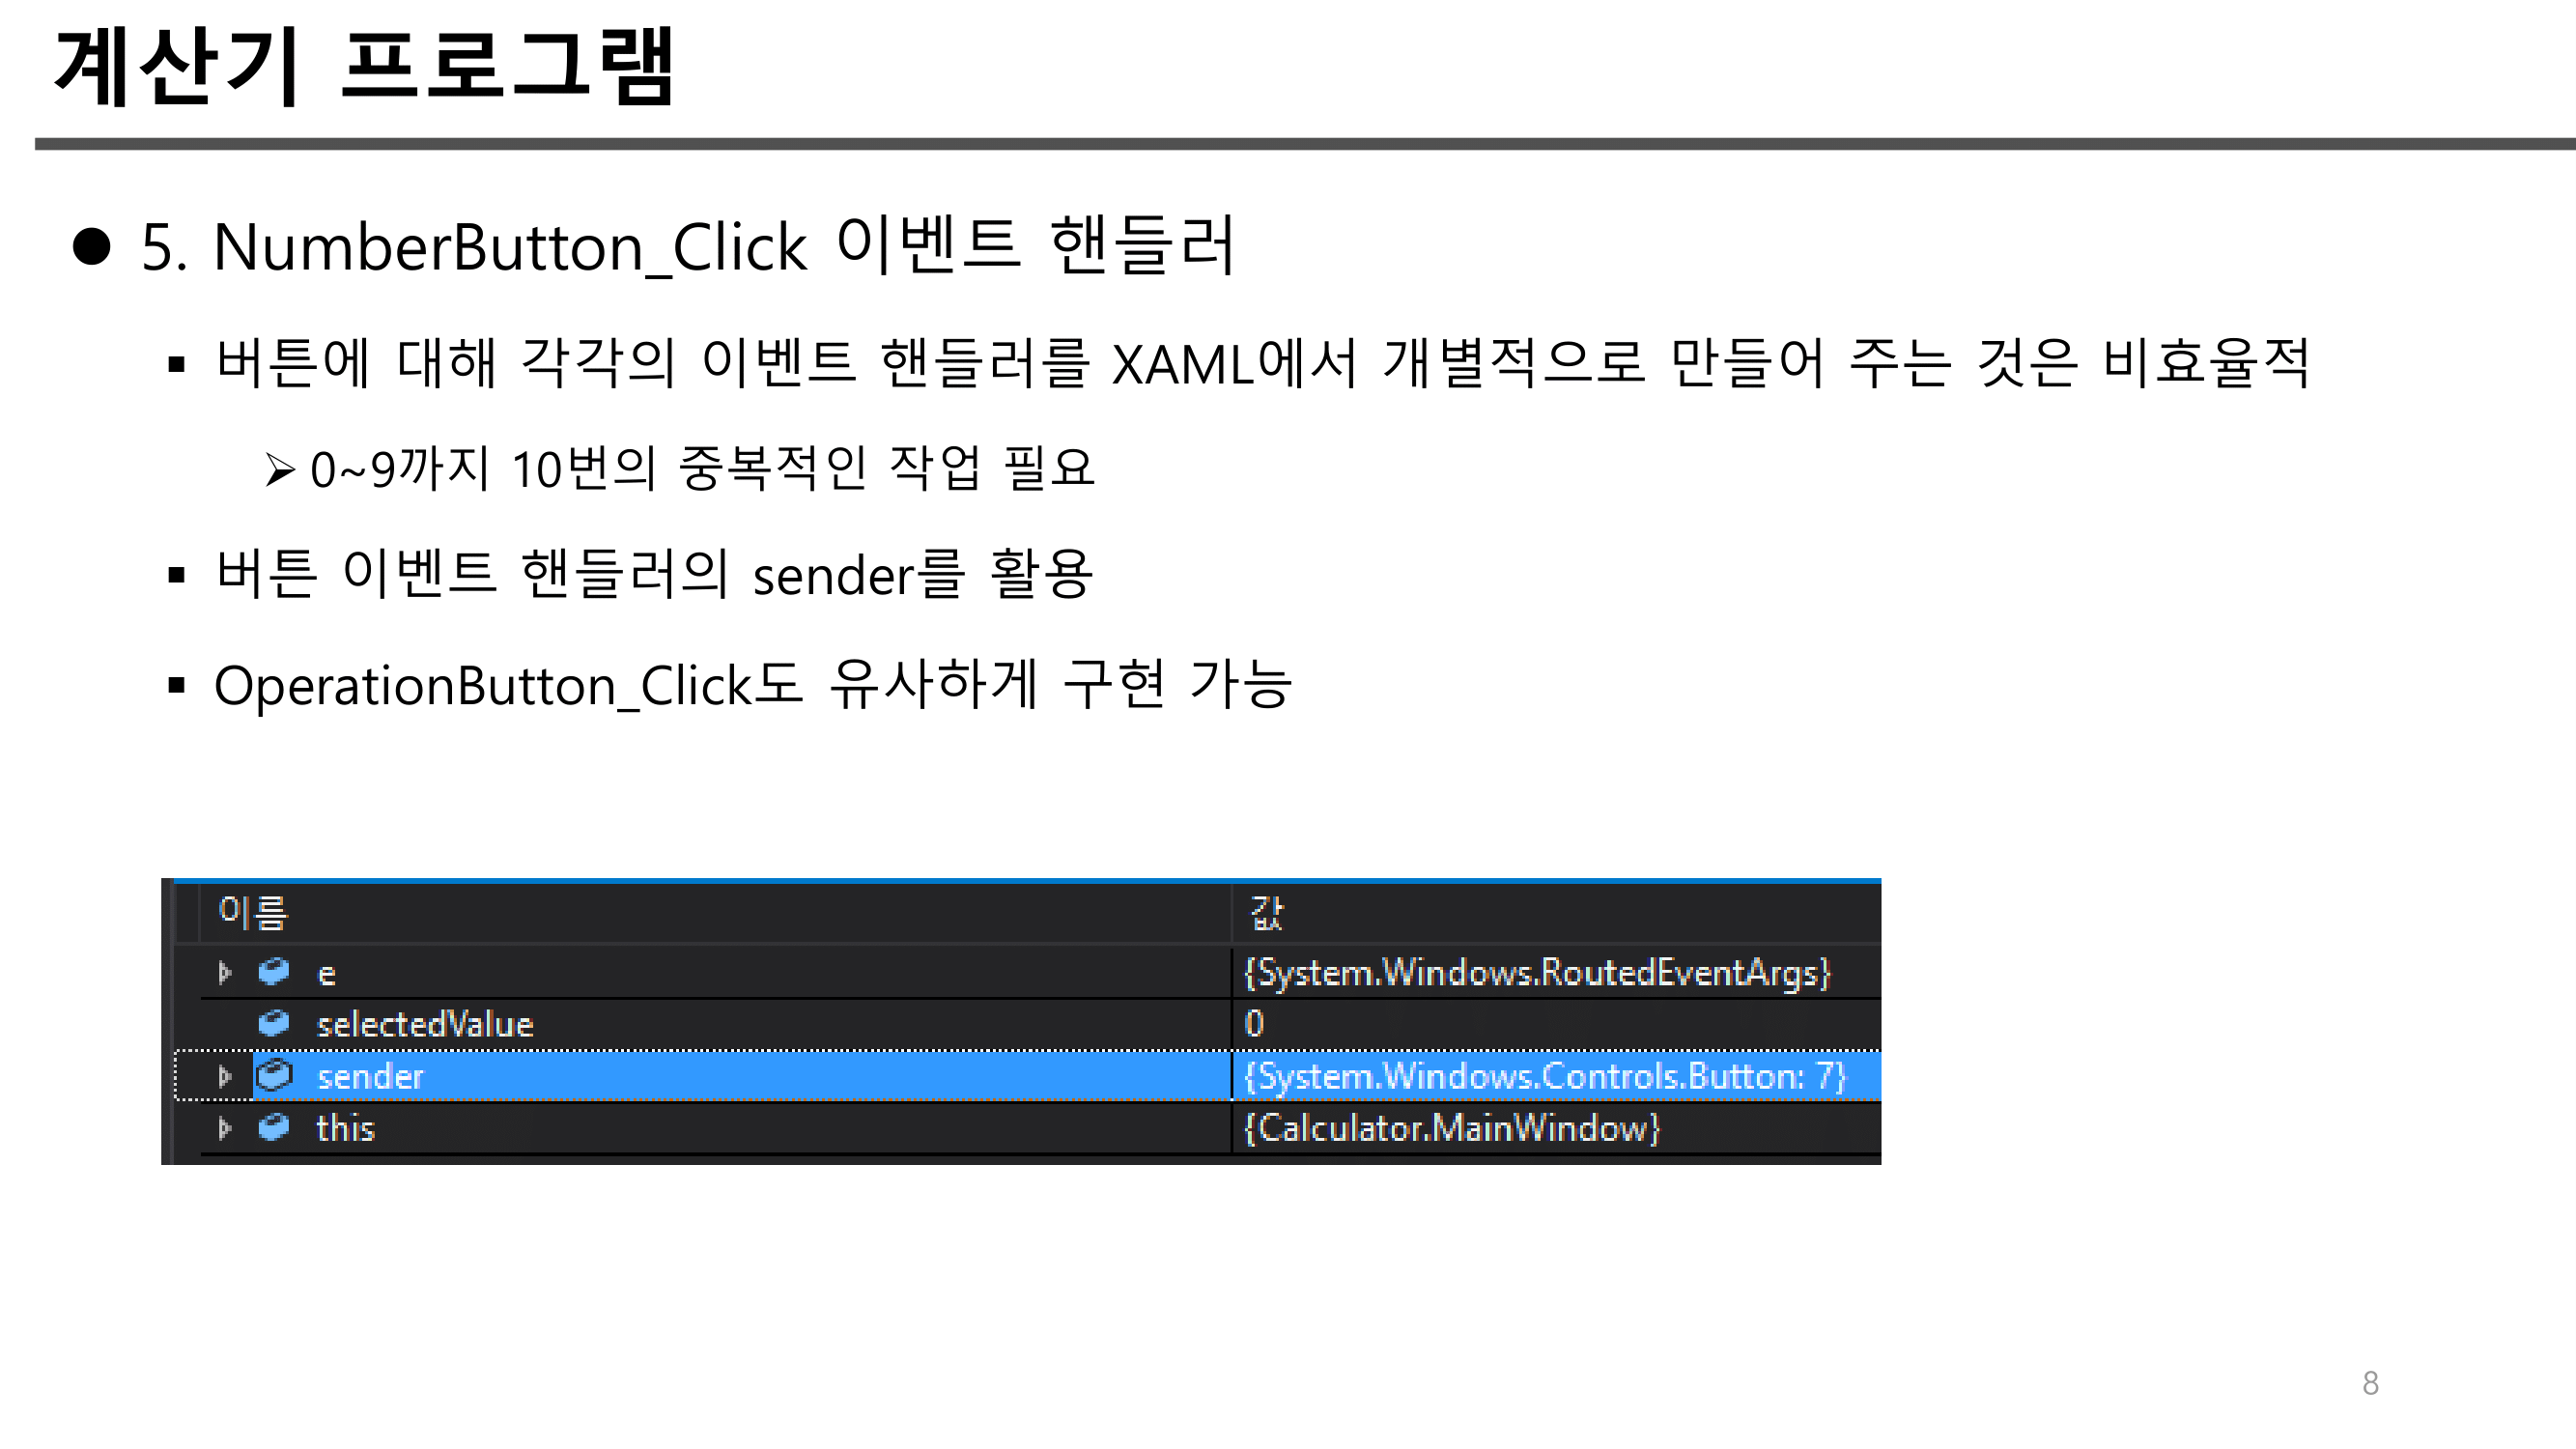 계산기 프로그램
● 5. NumberButton_Click 이벤트 핸들러
▪ 버튼에 대해 각각의 이벤트 핸들러를 XAML에서 개별적으로 만들어 주는 것은 비효율적
➢ 0~9까지 10번의 중복적인 작업 필요
▪ 버튼 이벤트 핸들러의 sender를 활용
▪ OperationButton_Click도 유사하게 구현 가능
이름 값
e {System.Windows.RoutedEventArgs}
selectedValue 0
sender {System.Windows.Controls.Button: 7}
this {Calculator.MainWindow}
8